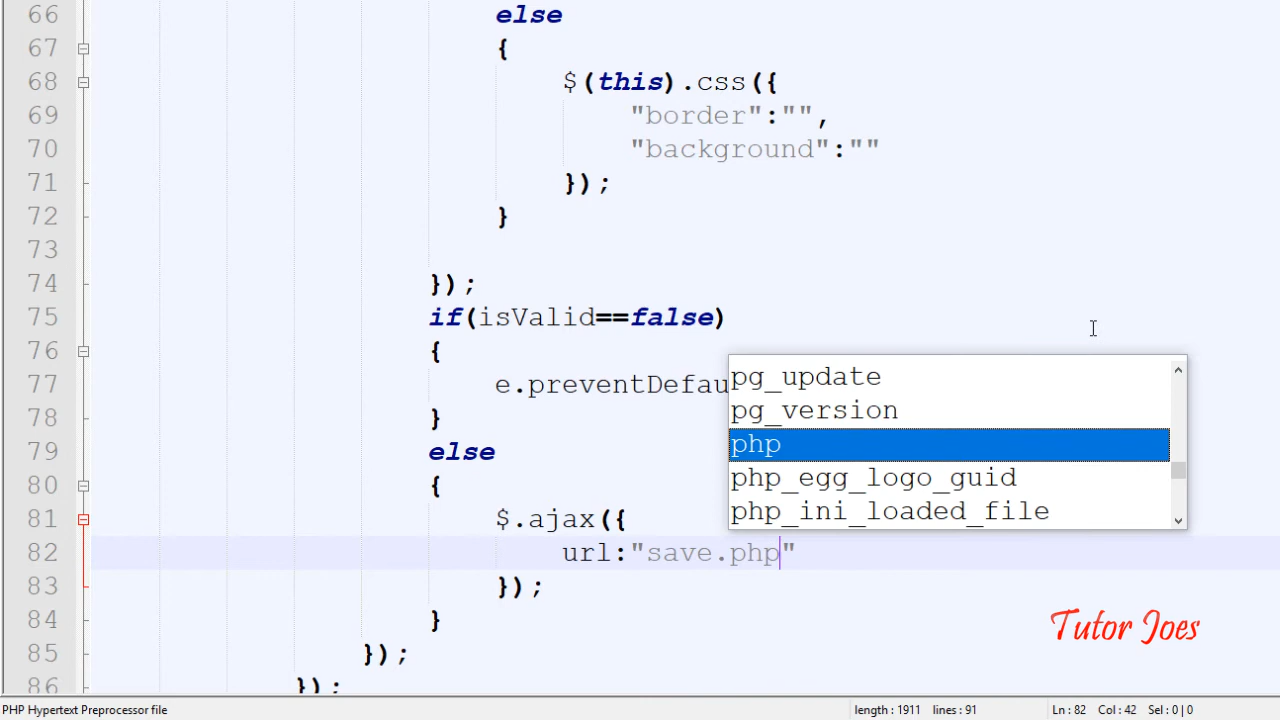 66 else
67 {
68 $(this).css({
69 "border":"",
70 "background":""
71 });
72 }
73
74 });
75 if(isValid==false)
76 {
77 e.preventDefau
78 }
79 else
80 {
81 $.ajax({
82 url:"save.php"
83 });
84 }
85 });
86 });
pg_update
pg_version
php
php_egg_logo_guid
php_ini_loaded_file
Tutor Joes
PHP Hypertext Preprocessor file length : 1911 lines : 91 Ln : 82 Col : 42 Sel : 0 | 0